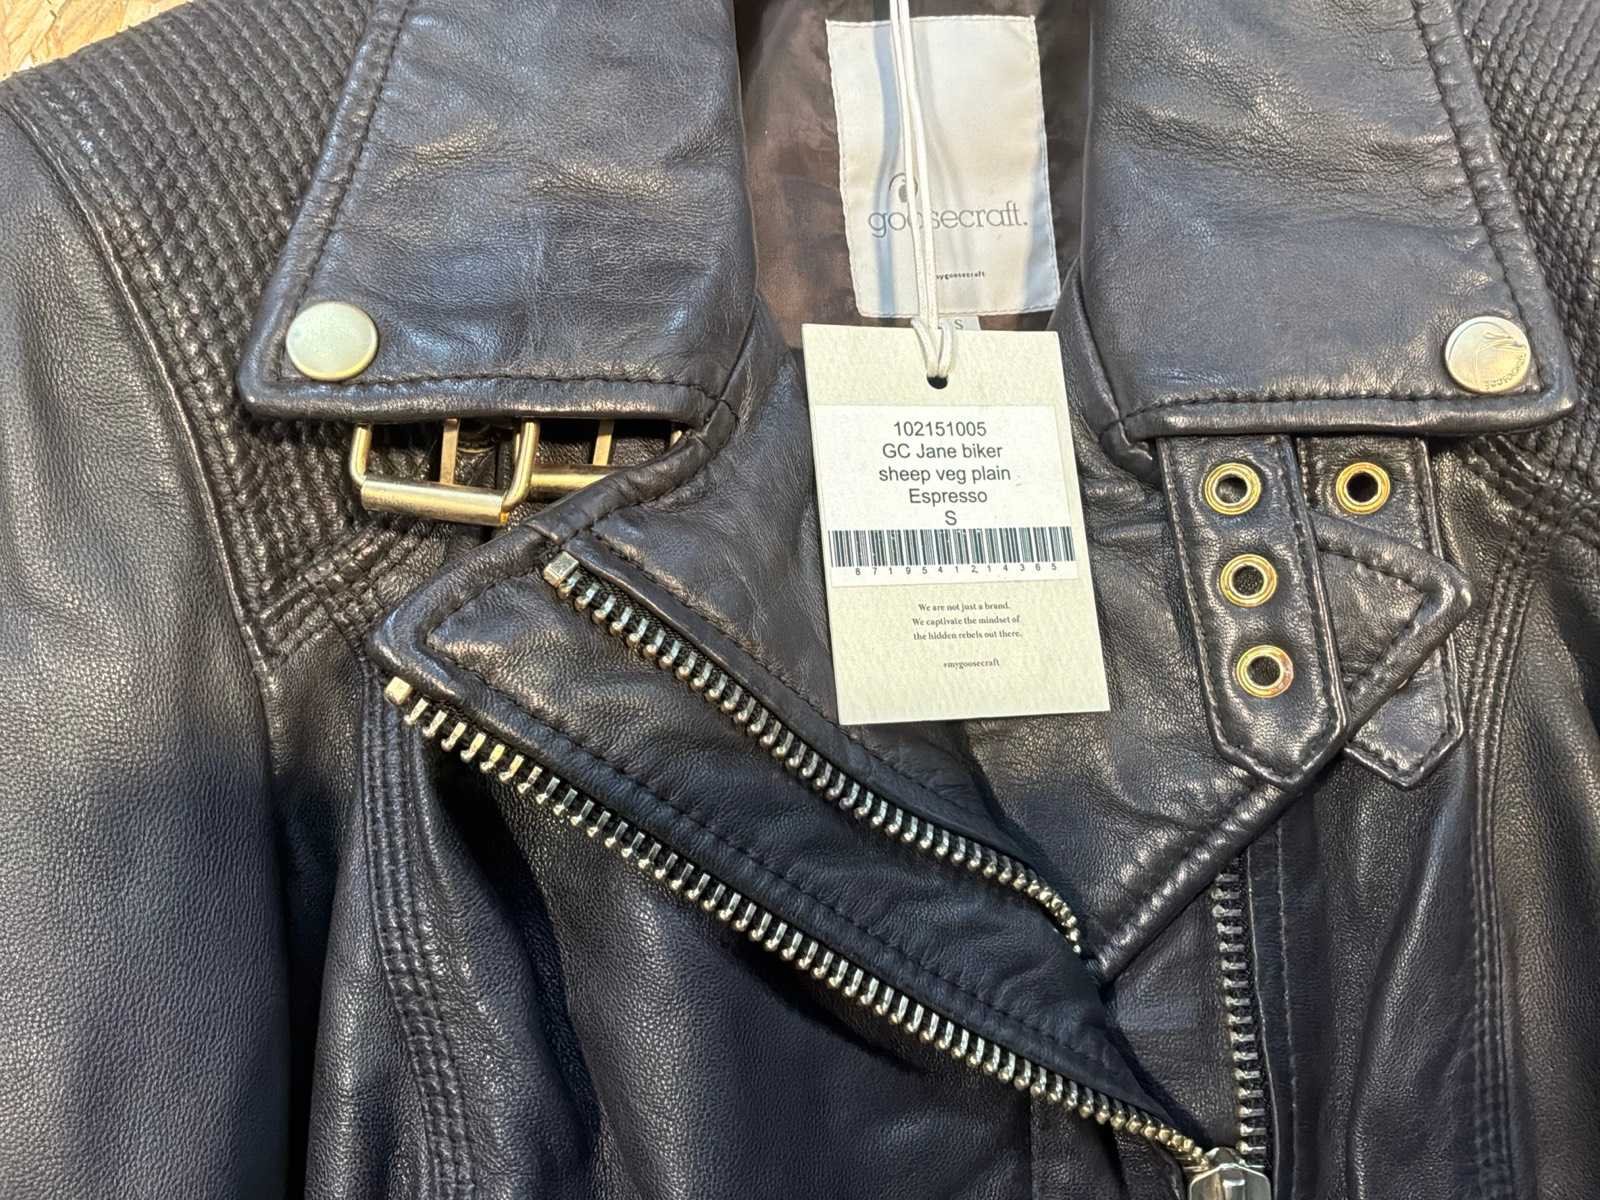 goosecraft.
#mygoosecraft
S
102151005
GC Jane biker
sheep veg plain
Espresso
S
8719541214365
We are not just a brand.
We captivate the mindset of
the hidden rebels out there.
#mygoosecraft